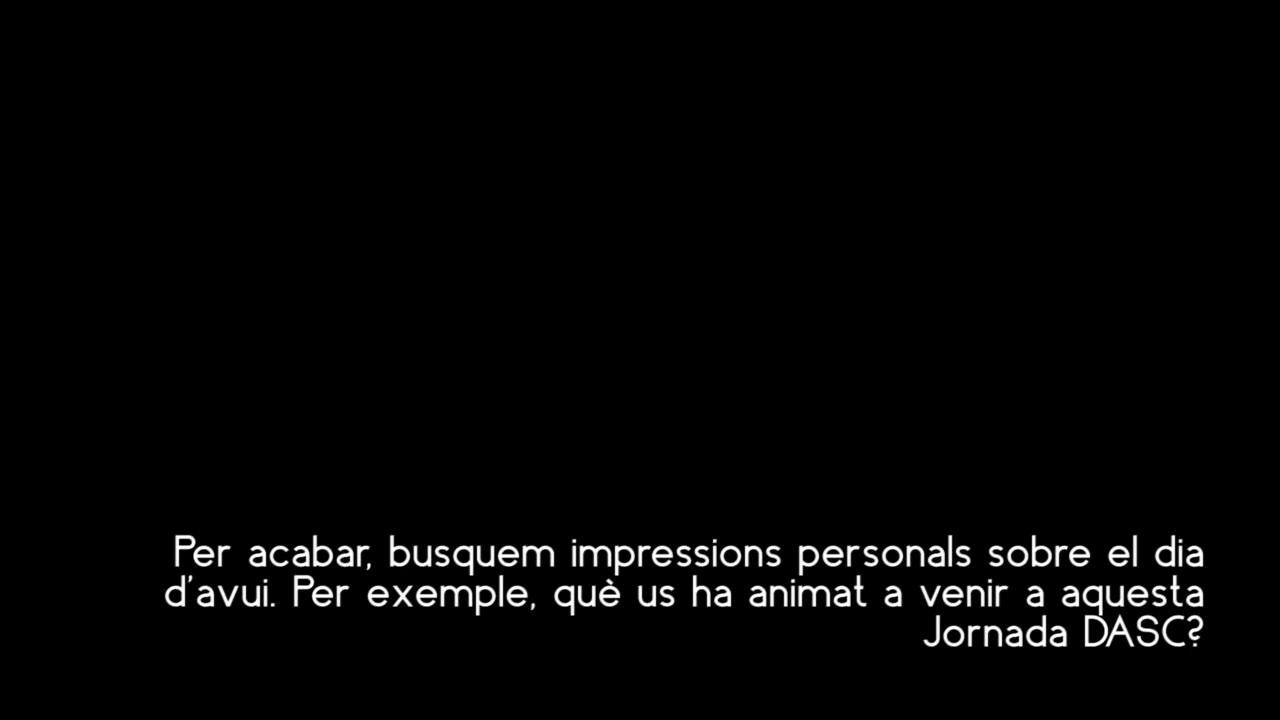 Per acabar, busquem impressions personals sobre el dia
d'avui. Per exemple, què us ha animat a venir a aquesta
Jornada DASC?